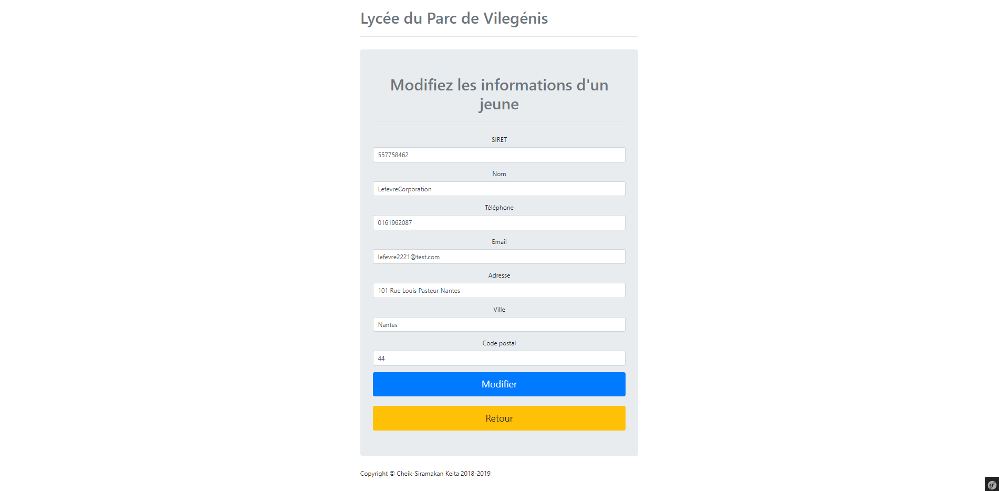 Lycée du Parc de Vilegénis
Modifiez les informations d'un
jeune
SIRET
557758462
Nom
LefevreCorporation
Téléphone
0161962087
Email
lefevre2221@test.com
Adresse
101 Rue Louis Pasteur Nantes
Ville
Nantes
Code postal
44
Modifier
Retour
Copyright © Cheik-Siramakan Keita 2018-2019
sf